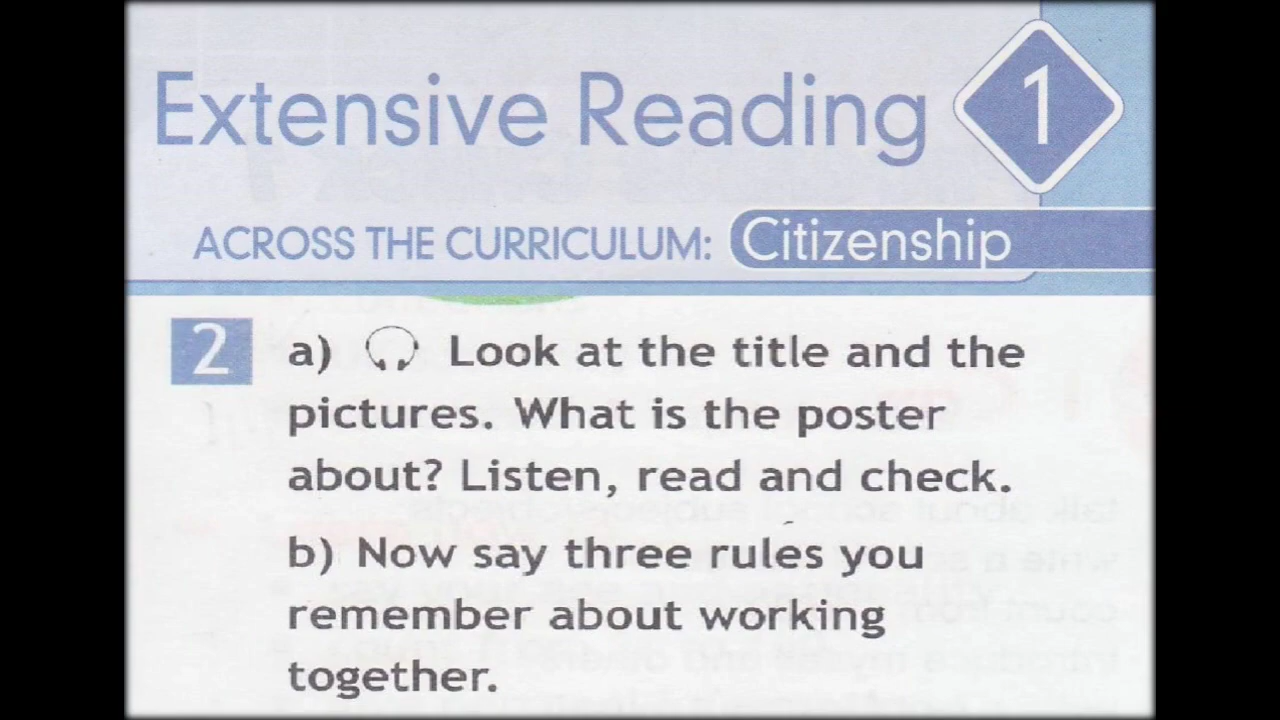 Extensive Reading 1
ACROSS THE CURRICULUM: Citizenship
2 a) Look at the title and the
pictures. What is the poster
about? Listen, read and check.
b) Now say three rules you
remember about working
together.